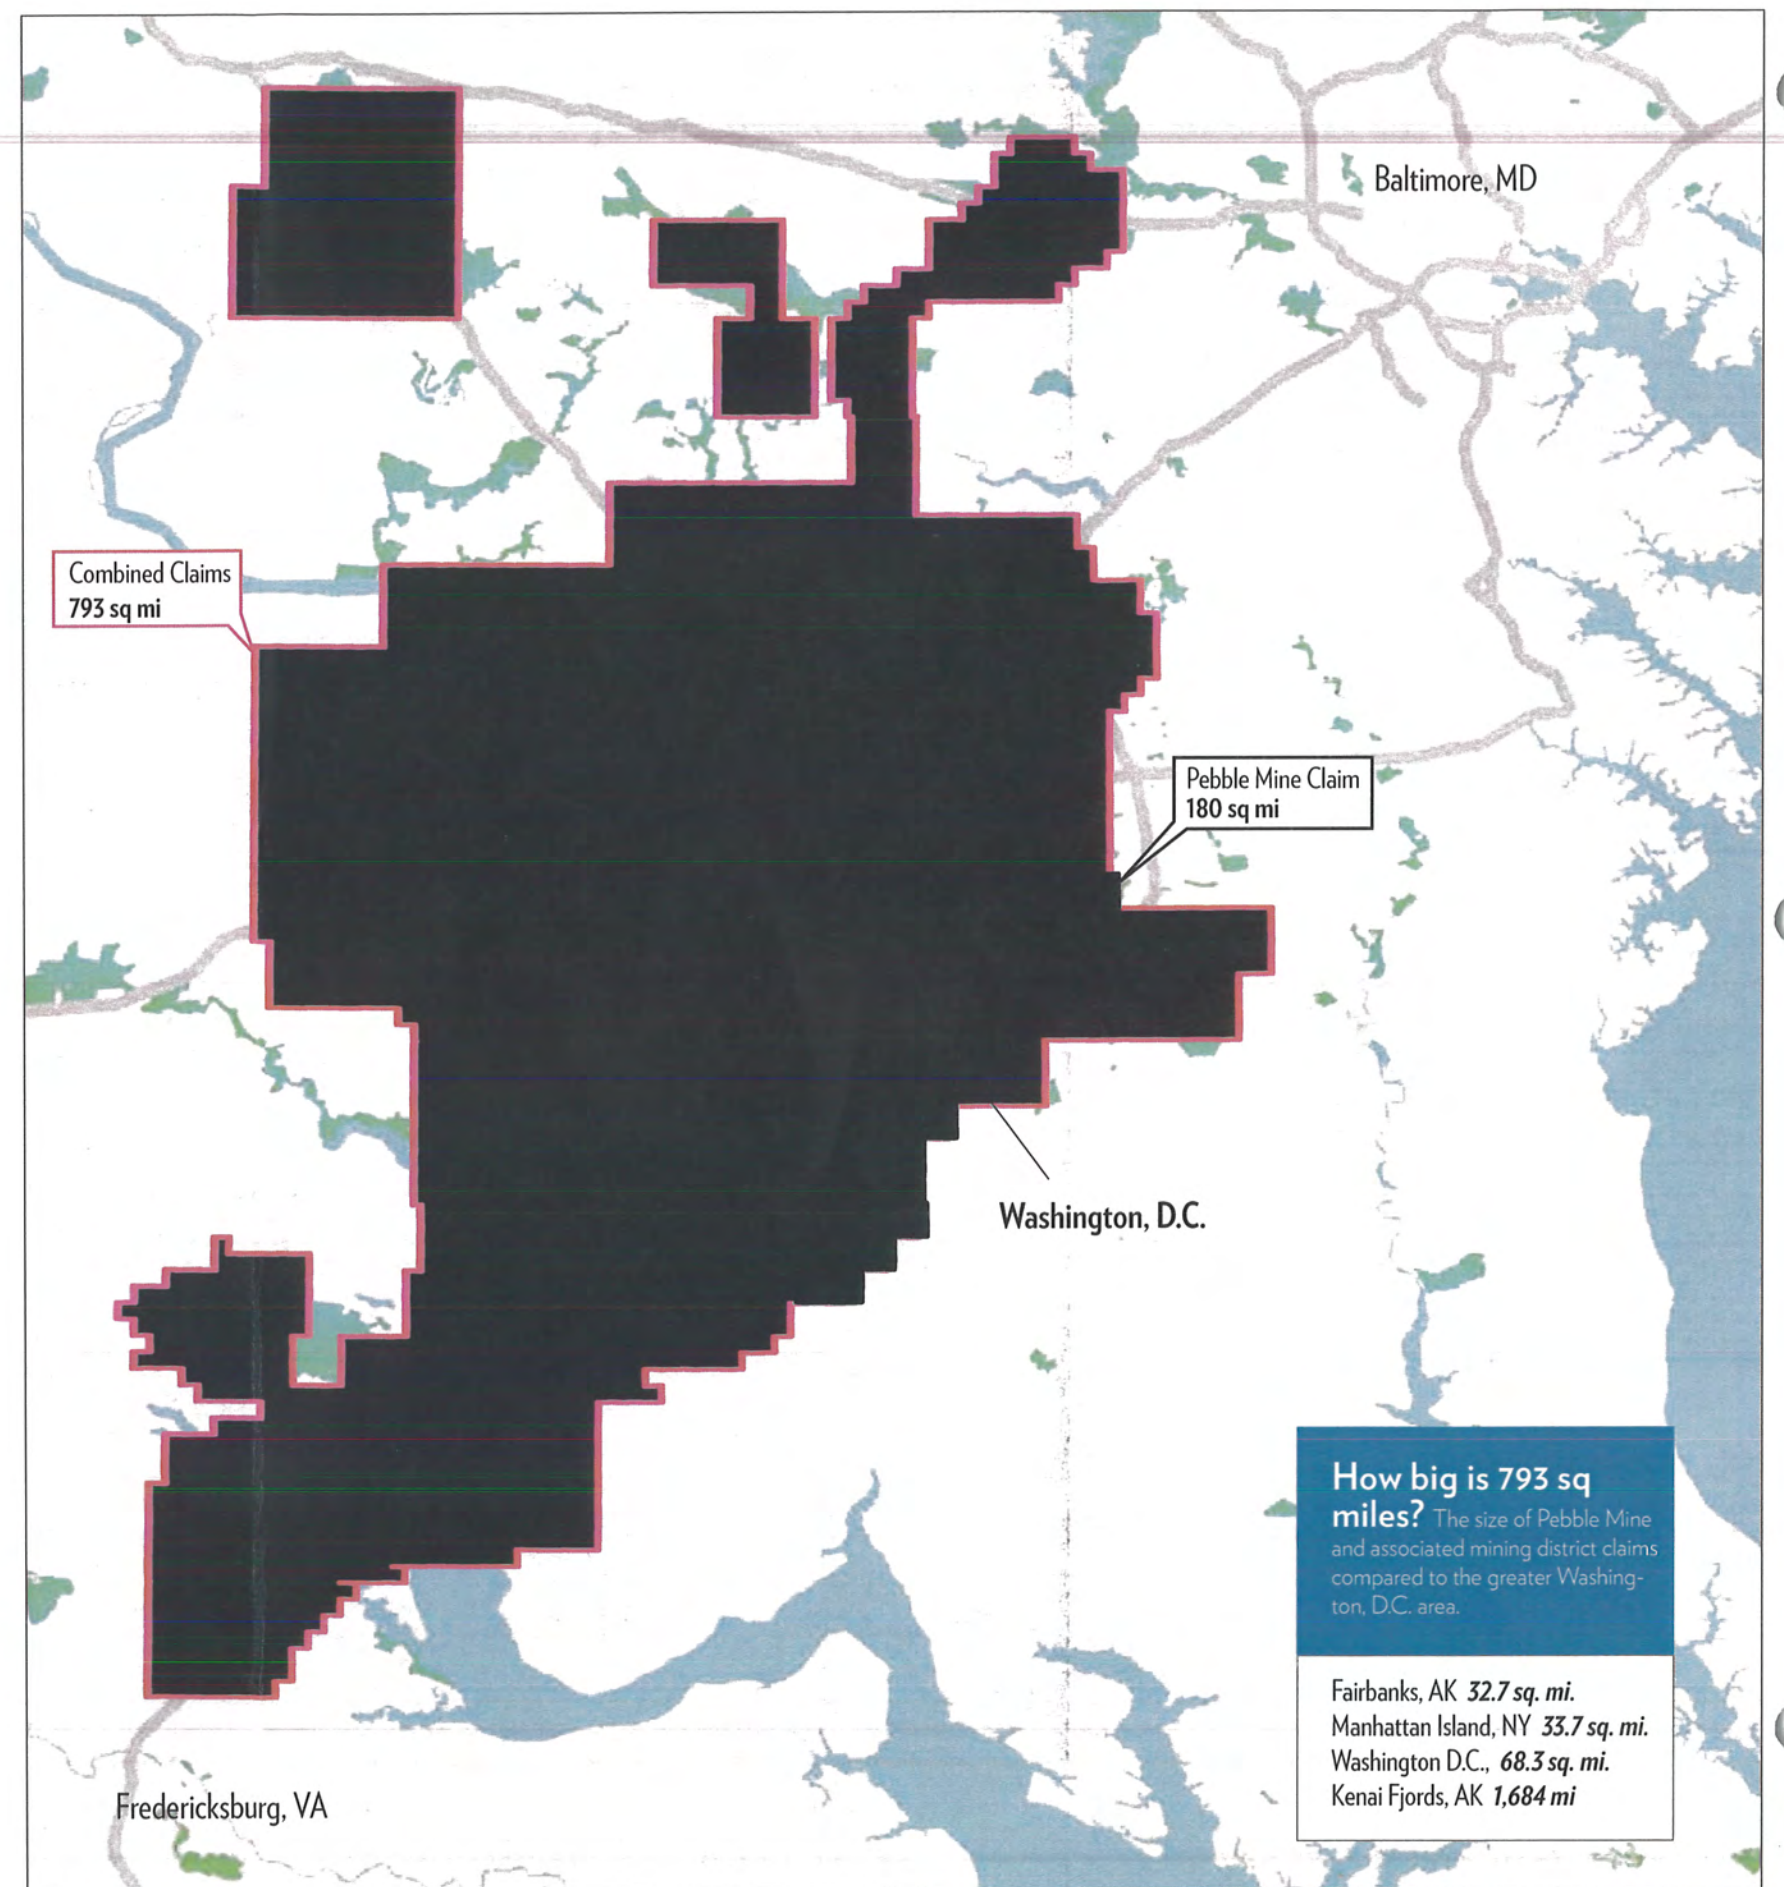 Baltimore, MD
Combined Claims
793 sq mi
Pebble Mine Claim
180 sq mi
Washington, D.C.
How big is 793 sq
miles? The size of Pebble Mine
and associated mining district claims
compared to the greater Washing-
ton, D.C. area.
Fairbanks, AK 32.7 sq. mi.
Manhattan Island, NY 33.7 sq. mi.
Washington D.C., 68.3 sq. mi.
Kenai Fjords, AK 1,684 mi
Fredericksburg, VA